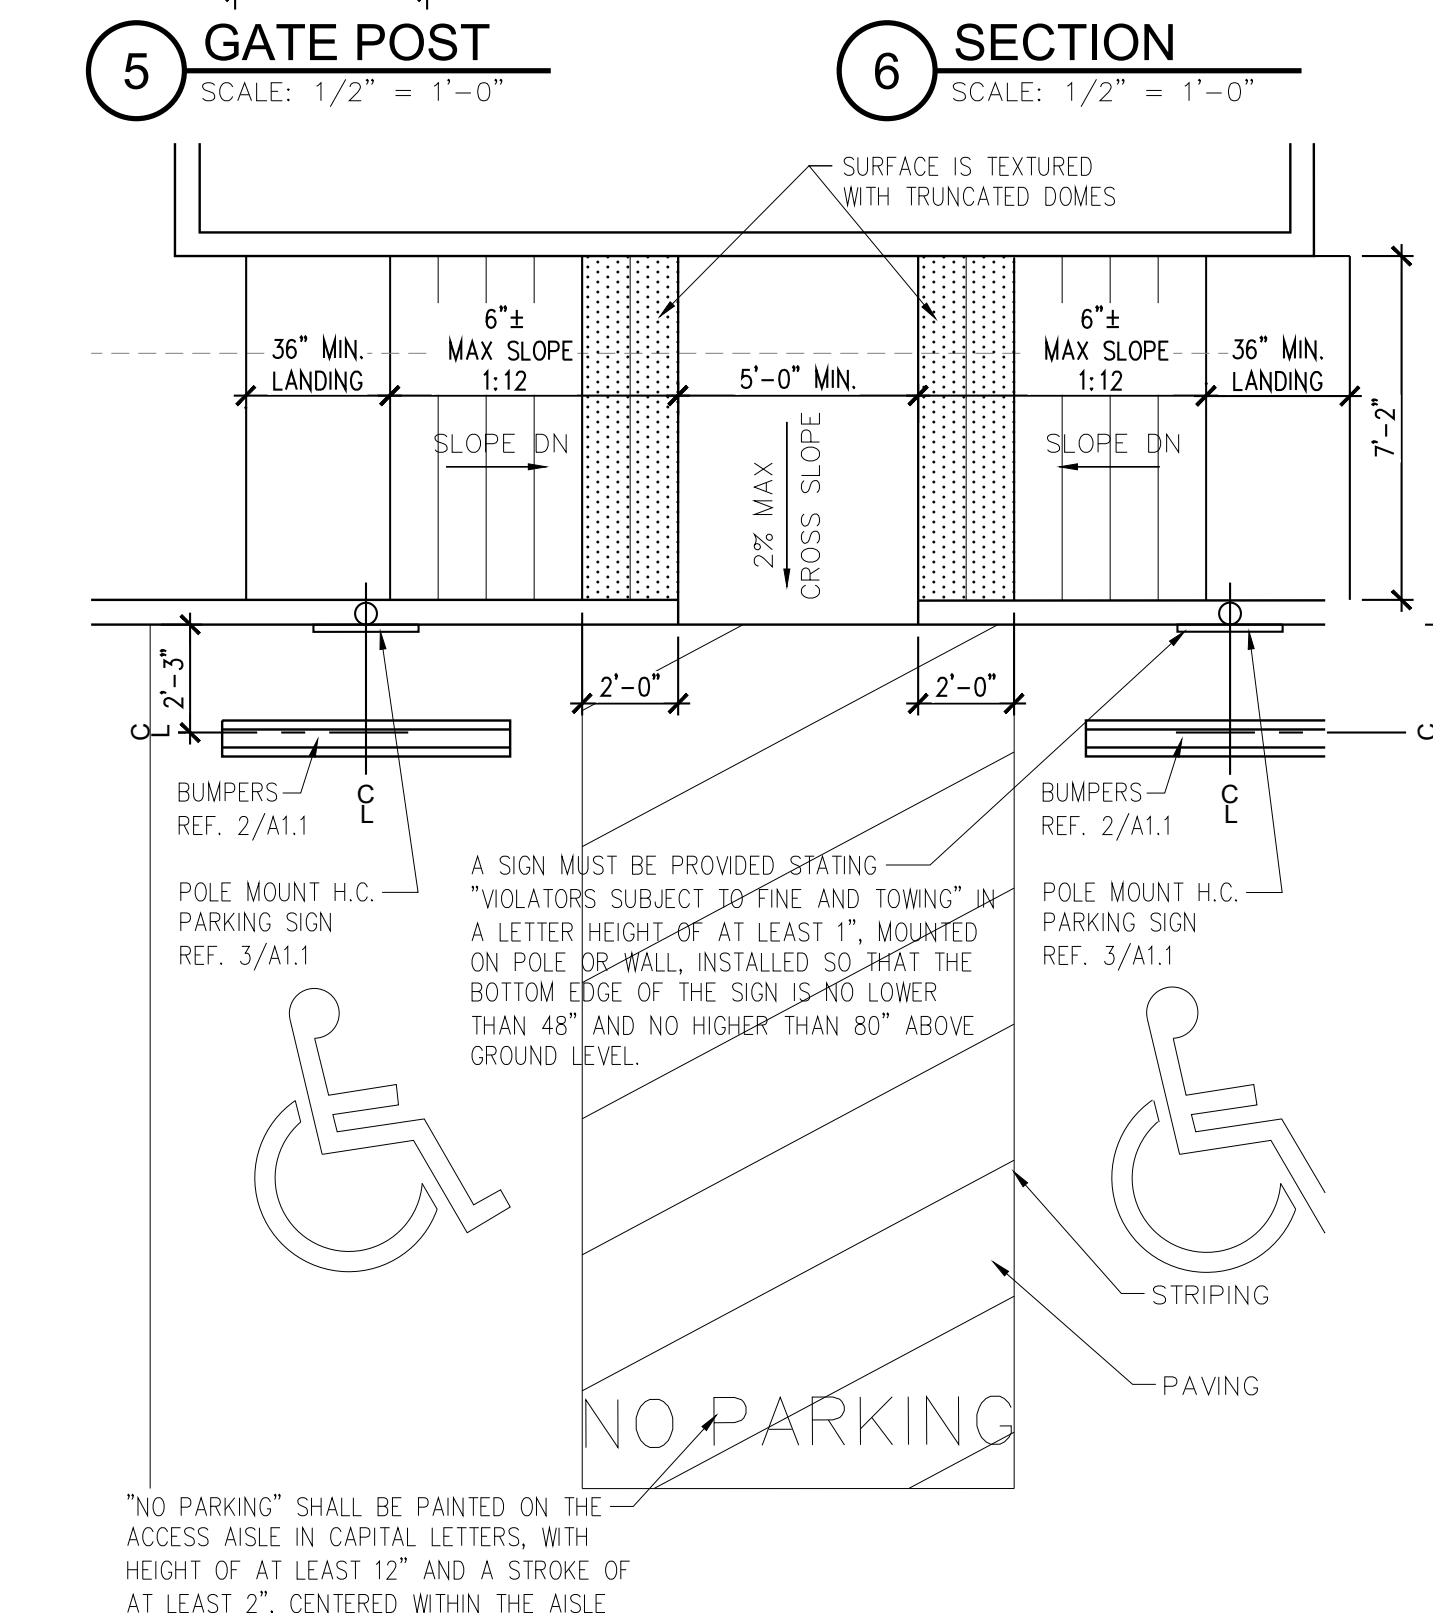 5
GATE POST
SCALE: 1/2" = 1'-0"
6
SECTION
SCALE: 1/2" = 1'-0"
SURFACE IS TEXTURED
WITH TRUNCATED DOMES
36" MIN.
LANDING
6"±
MAX SLOPE
1:12
5'-0" MIN.
6"±
MAX SLOPE
1:12
36" MIN.
LANDING
7'-2"
SLOPE DN
2% MAX
CROSS SLOPE
SLOPE DN
2'-3"
2'-0"
2'-0"
CL
C
BUMPERS
REF. 2/A1.1
CL
BUMPERS
REF. 2/A1.1
CL
POLE MOUNT H.C.
PARKING SIGN
REF. 3/A1.1
A SIGN MUST BE PROVIDED STATING
"VIOLATORS SUBJECT TO FINE AND TOWING" IN
A LETTER HEIGHT OF AT LEAST 1", MOUNTED
ON POLE OR WALL, INSTALLED SO THAT THE
BOTTOM EDGE OF THE SIGN IS NO LOWER
THAN 48" AND NO HIGHER THAN 80" ABOVE
GROUND LEVEL.
POLE MOUNT H.C.
PARKING SIGN
REF. 3/A1.1
STRIPING
PAVING
NO PARKING
"NO PARKING" SHALL BE PAINTED ON THE
ACCESS AISLE IN CAPITAL LETTERS, WITH
HEIGHT OF AT LEAST 12" AND A STROKE OF
AT LEAST 2", CENTERED WITHIN THE AISLE